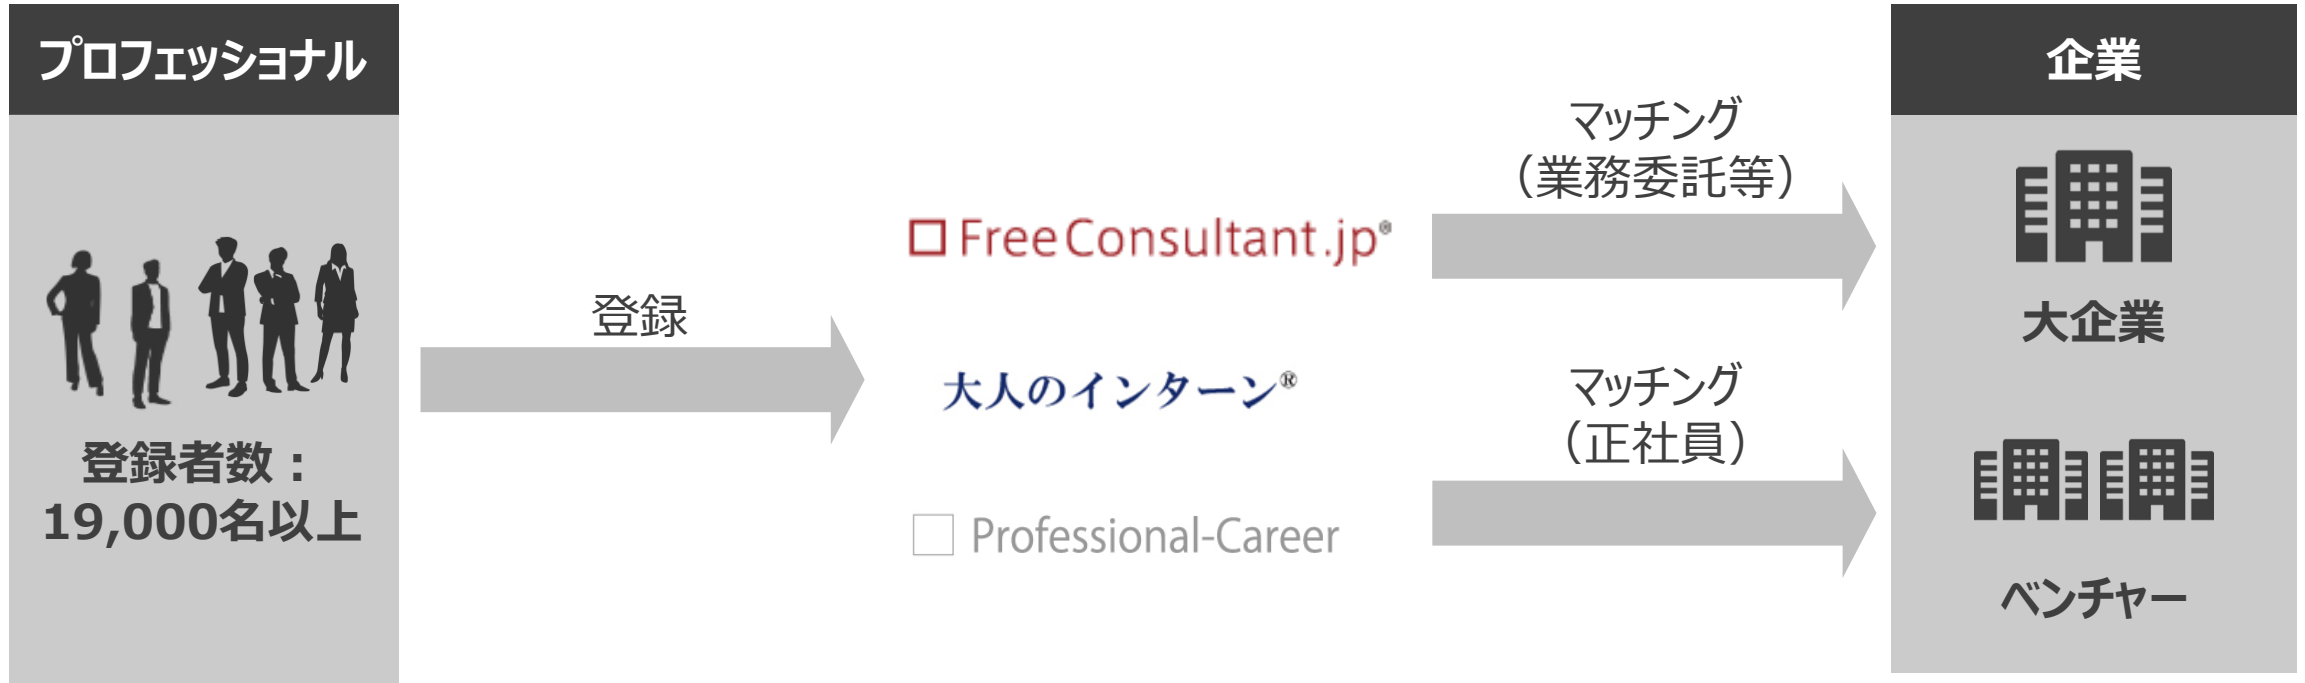 プロフェッショナル
登録者数：
19,000名以上
登録
FreeConsultant.jp®
大人のインターン®
Professional-Career
マッチング
（業務委託等）
マッチング
（正社員）
企業
大企業
ベンチャー